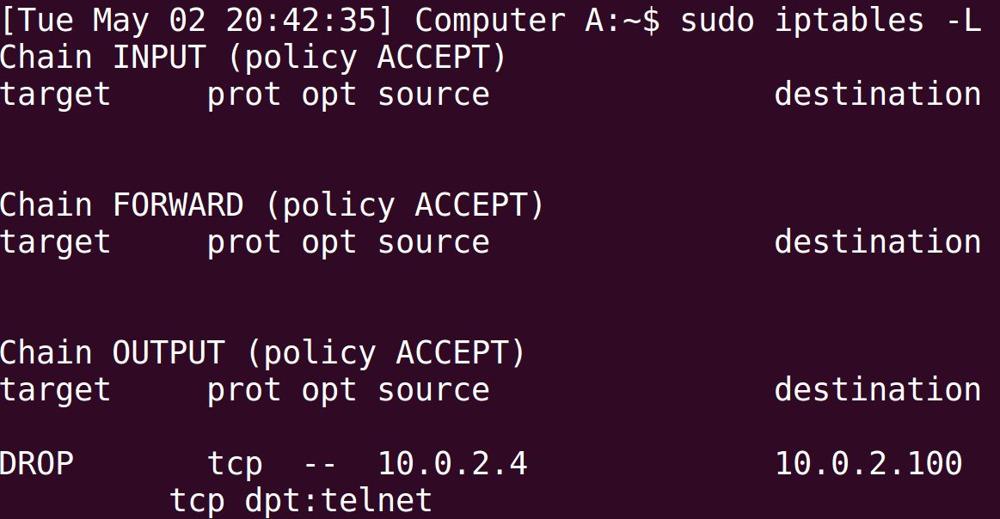 [Tue May 02 20:42:35] Computer A:~$ sudo iptables -L
Chain INPUT (policy ACCEPT)
target     prot opt source               destination
Chain FORWARD (policy ACCEPT)
target     prot opt source               destination
Chain OUTPUT (policy ACCEPT)
target     prot opt source               destination
DROP       tcp  --  10.0.2.4             10.0.2.100
         tcp dpt:telnet